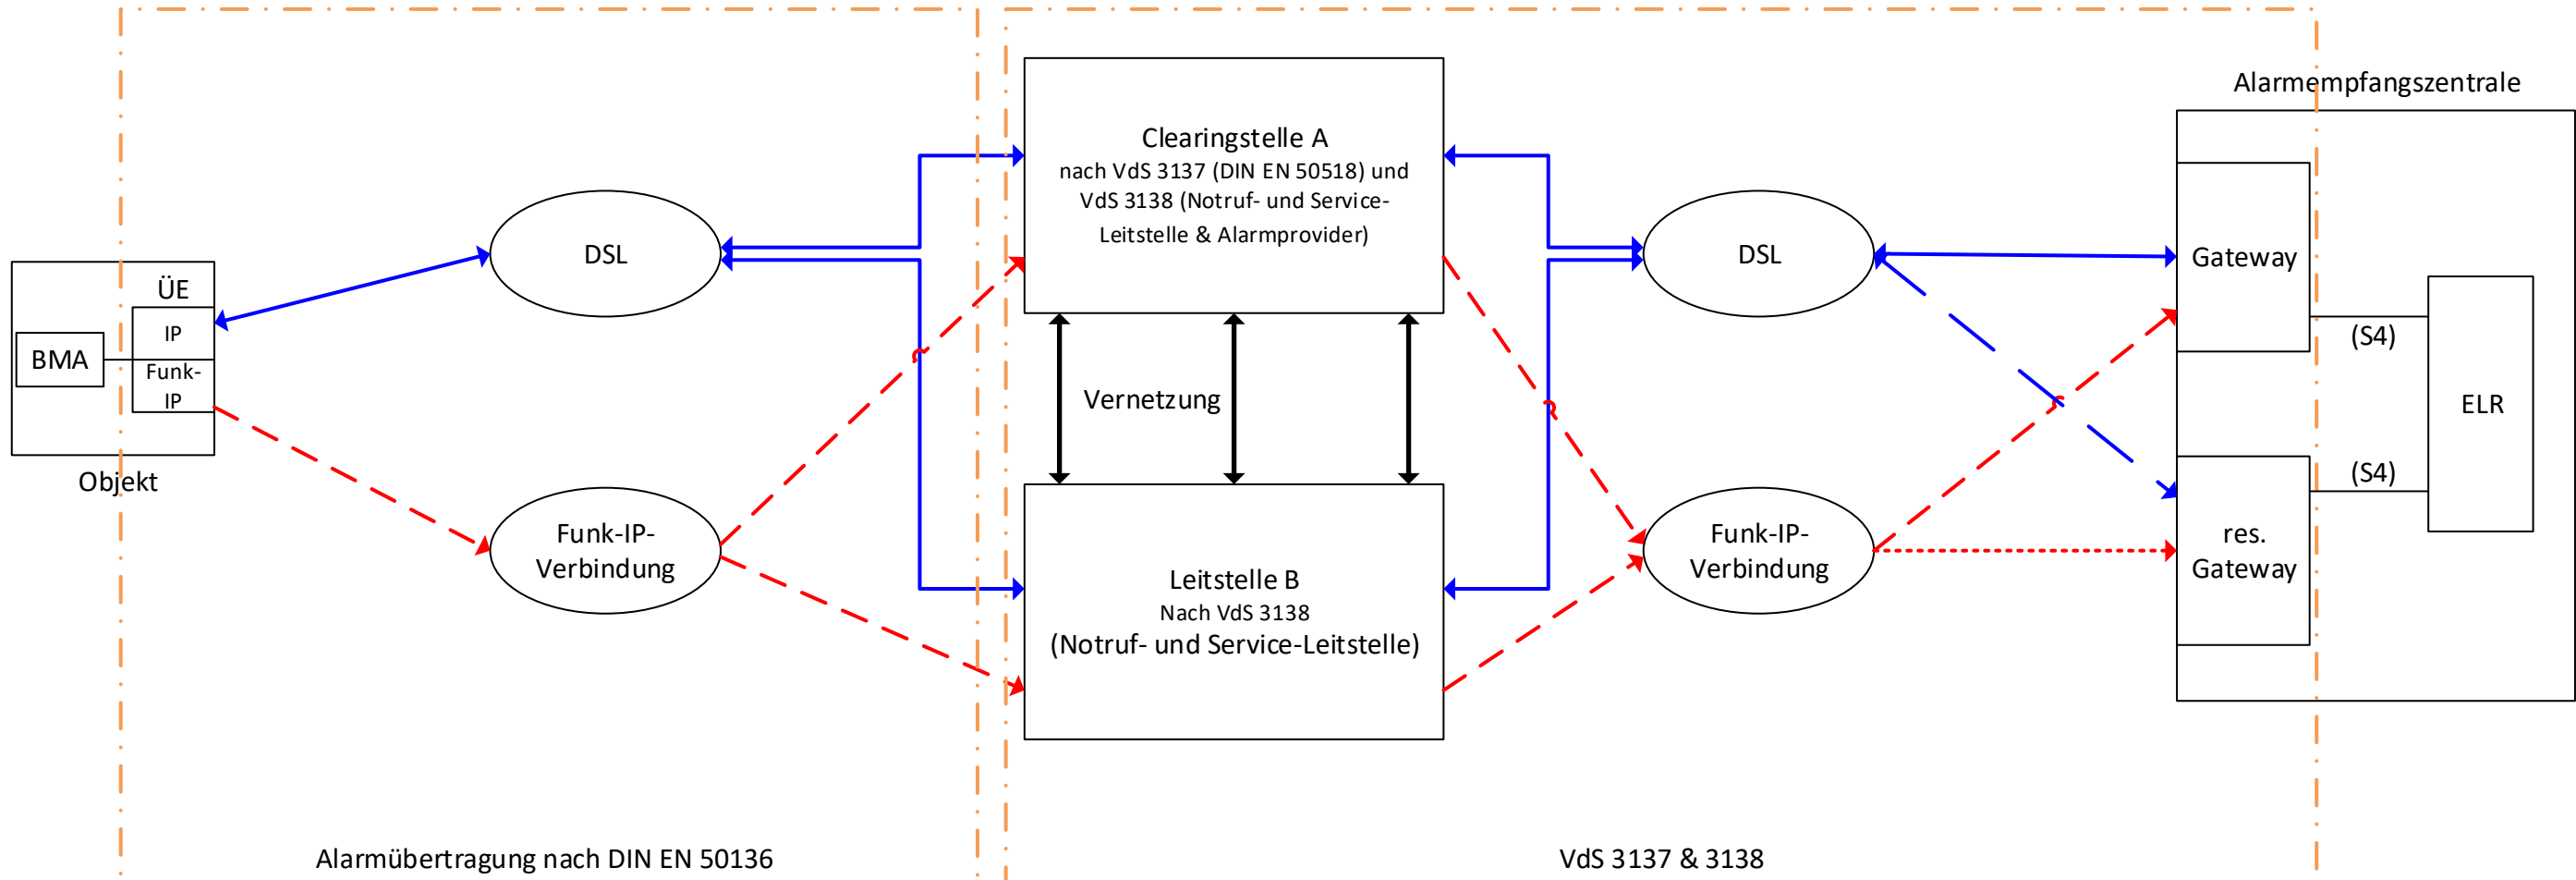 Alarmempfangszentrale
Clearingstelle A
nach VdS 3137 (DIN EN 50518) und
VdS 3138 (Notruf- und Service-
Leitstelle & Alarmprovider)
DSL
DSL
Gateway
ÜE
IP
BMA
Funk-
IP
Objekt
Vernetzung
(S4)
ELR
(S4)
Funk-IP-
Verbindung
Leitstelle B
Nach VdS 3138
(Notruf- und Service-Leitstelle)
Funk-IP-
Verbindung
res.
Gateway
Alarmübertragung nach DIN EN 50136
VdS 3137 & 3138